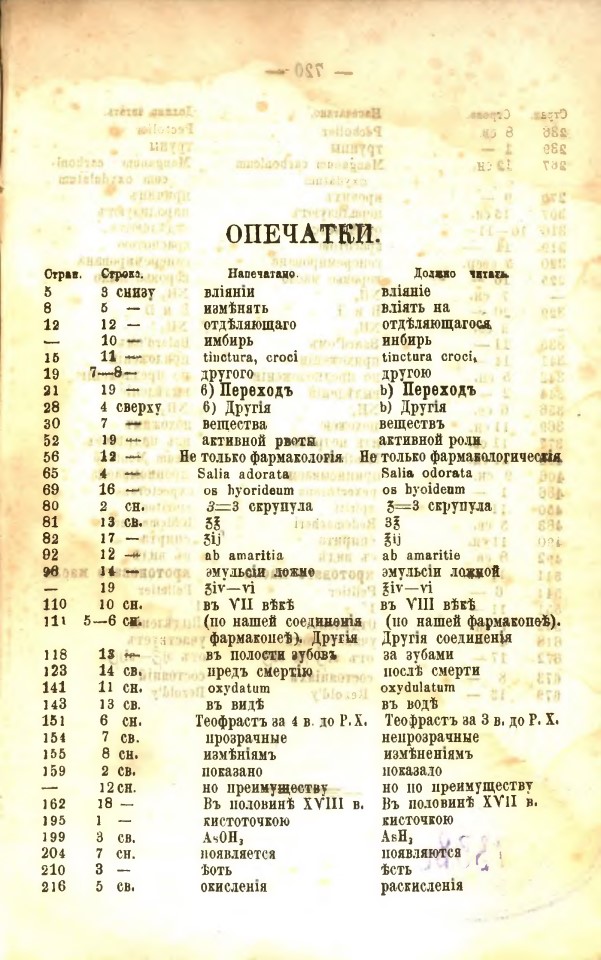 ОПЕЧАТКИ.
Стран. Строка. Напечатано. Должно читать.
5 3 снизу вліяніи вліяніе
8 5 — измѣнять вліять на
12 12 — отдѣляющаго отдѣляющагося
— 10 — имбирь инбирь
15 11 — tinctura, croci tinctura croci,
19 7—8— другого другою
21 19 — б) Переходъ b) Переходъ
28 4 сверху б) Другія b) Другія
30 7 — вещества веществъ
52 19 — активной рвоты активной роли
56 12 — Не только фармакологія Не только фармакологическія
65 4 — Salia adorata Salia odorata
69 16 — os hyorideum os hyoideum
80 2 сн. 3=3 скрупула ʒ=3 скрупула
81 13 св. 3ʒ
82 17 —
92 12 — ab amaritia ab amaritie
96 14 — эмульсіи ложно эмульсіи ложной
— 19 ʒiv—vi ℥iv—vi
110 10 сн. въ VII вѣкѣ въ VIII вѣкѣ
111 5—6 сн. (по нашей соединенія (по нашей фармакопеѣ).
фармакопеѣ). Другія Другія соединенія
118 13 — въ полости зубовъ за зубами
123 14 св. предъ смертію послѣ смерти
141 11 сн. oxydatum oxydulatum
143 13 св. въ видѣ въ водѣ
151 6 сн. Теофрастъ за 4 в. до Р. Х. Теофрастъ за 3 в. до Р. Х.
154 7 св. прозрачные непрозрачные
155 8 сн. измѣніямъ измѣненіямъ
159 2 св. показано показало
— 12 сн. но преимуществу но по преимуществу
162 18 — Въ половинѣ XVIII в. Въ половинѣ XVII в.
195 1 — кистоточкою кисточкою
199 3 св. AsOH₃ AsH₃
204 7 сн. появляется появляются
210 3 — ѣоть ѣсть
216 5 св. окисленія раскисленія